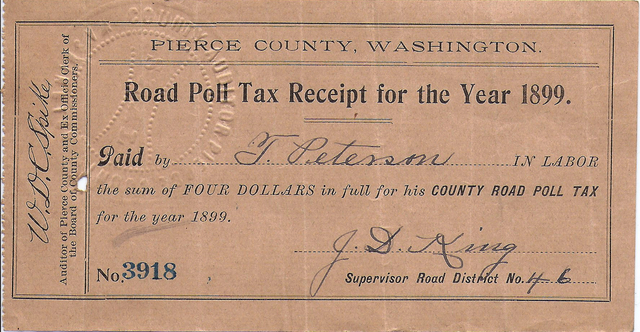 PIERCE COUNTY, WASHINGTON.
Road Poll Tax Receipt for the Year 1899.
Paid by T. Peterson IN LABOR
the sum of FOUR DOLLARS in full for his COUNTY ROAD POLL TAX
for the year 1899.
J. D. King
No. 3918 Supervisor Road District No. 46
W. D. C. Spike
Auditor of Pierce County and Ex Officio Clerk of
the Board of County Commissioners.